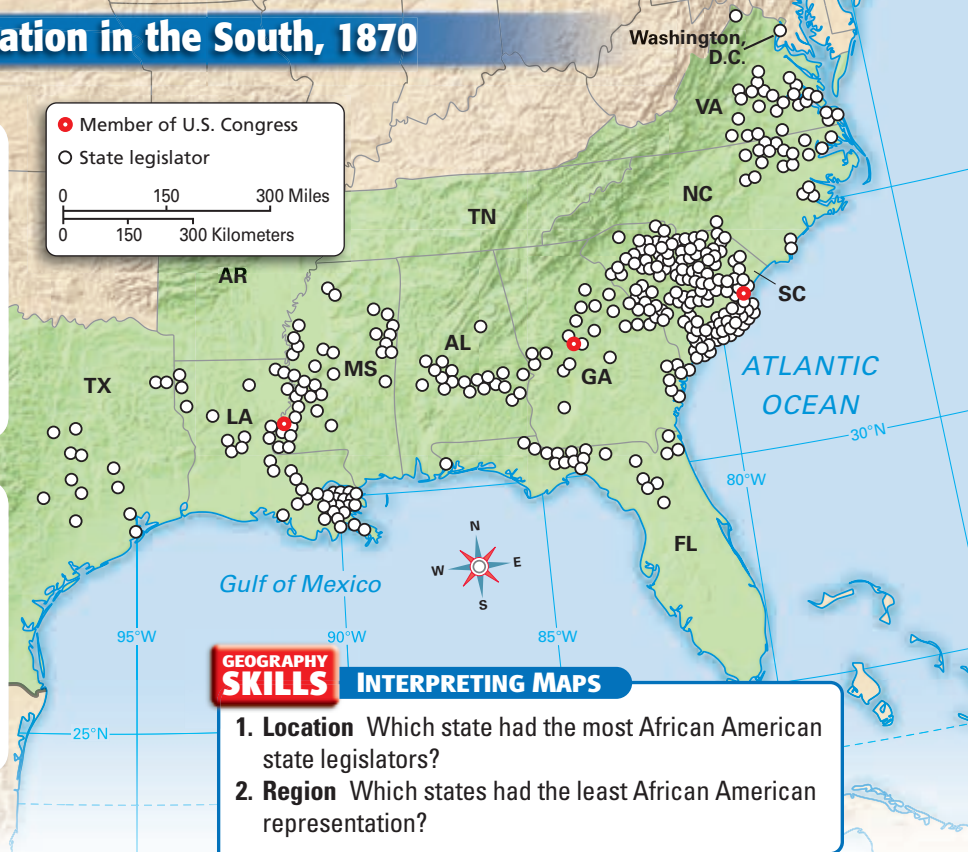 ation in the South, 1870
Member of U.S. Congress
State legislator
0 150 300 Miles
0 150 300 Kilometers
Washington,
D.C.
VA
NC
TN
AR
SC
AL
MS
GA
TX
LA
FL
ATLANTIC
OCEAN
30°N
80°W
N
W E
S
Gulf of Mexico
95°W 90°W 85°W
25°N
GEOGRAPHY
SKILLS INTERPRETING MAPS
1. Location Which state had the most African American
state legislators?
2. Region Which states had the least African American
representation?